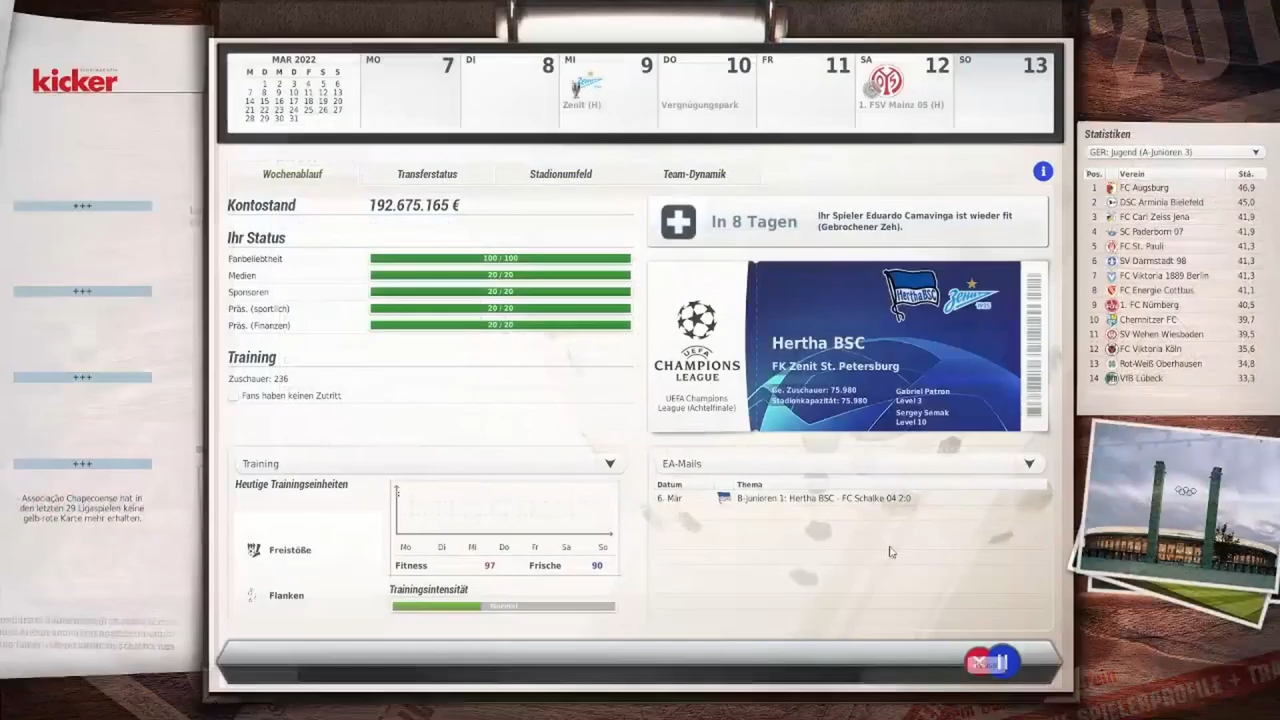 kicker
+++
+++
+++
+++
Associação Chapecoense hat in
den letzten 29 Ligaspielen keine
gelb-rote Karte mehr erhalten.
MAR 2022
M D M D F S S
1 2 3 4 5 6
7 8 9 10 11 12 13
14 15 16 17 18 19 20
21 22 23 24 25 26 27
28 29 30 31
MO 7
DI 8
MI 9
Zenit (H)
DO 10
Vergnügungspark
FR 11
SA 12
1. FSV Mainz 05 (H)
SO 13
Wochenablauf Transferstatus Stadionumfeld Team-Dynamik
Kontostand 192.675.165 €
Ihr Status
Fanbeliebtheit 100 / 100
Medien 20 / 20
Sponsoren 20 / 20
Präs. (sportlich) 20 / 20
Präs. (Finanzen) 20 / 20
Training
Zuschauer: 236
Fans haben keinen Zutritt
In 8 Tagen
Ihr Spieler Eduardo Camavinga ist wieder fit
(Gebrochener Zeh).
UEFA
CHAMPIONS
LEAGUE
UEFA Champions
League (Achtelfinale)
Hertha BSC
Hertha BSC
FK Zenit St. Petersburg
Ge. Zuschauer: 75.980
Stadionkapazität: 75.980
Gabriel Patron
Level 3
Sergey Semak
Level 10
Training
Heutige Trainingseinheiten
Freistöße
Flanken
Mo Di Mi Do Fr Sa So
Fitness 97 Frische 90
Trainingsintensität
Normal
EA-Mails
Datum Thema
6. Mär B-Junioren 1: Hertha BSC - FC Schalke 04 2:0
Statistiken
GER: Jugend (A-Junioren 3)
Pos. Verein Stä.
1 FC Augsburg 46,9
2 DSC Arminia Bielefeld 45,0
3 FC Carl Zeiss Jena 41,9
4 SC Paderborn 07 41,9
5 FC St. Pauli 41,3
6 SV Darmstadt 98 41,3
7 FC Viktoria 1889 Berlin 41,3
8 FC Energie Cottbus 41,1
9 1. FC Nürnberg 40,5
10 Chemnitzer FC 39,7
11 SV Wehen Wiesbaden 39,5
12 FC Viktoria Köln 35,6
13 Rot-Weiß Oberhausen 34,8
14 VfB Lübeck 33,3